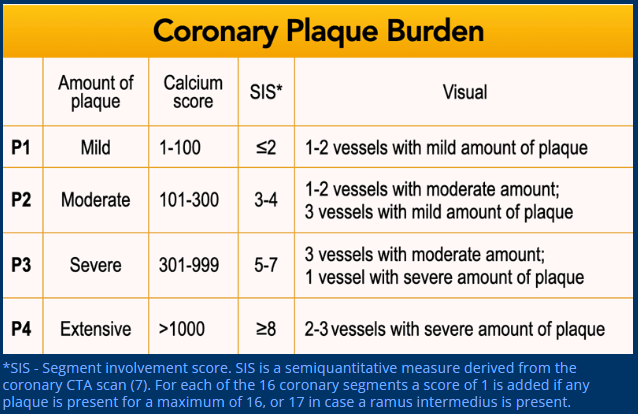 Coronary Plaque Burden
Amount of plaque Calcium score SIS* Visual
P1 Mild 1-100 ≤2 1-2 vessels with mild amount of plaque
P2 Moderate 101-300 3-4 1-2 vessels with moderate amount;
3 vessels with mild amount of plaque
P3 Severe 301-999 5-7 3 vessels with moderate amount;
1 vessel with severe amount of plaque
P4 Extensive >1000 ≥8 2-3 vessels with severe amount of plaque
*SIS - Segment involvement score. SIS is a semiquantitative measure derived from the
coronary CTA scan (7). For each of the 16 coronary segments a score of 1 is added if any
plaque is present for a maximum of 16, or 17 in case a ramus intermedius is present.